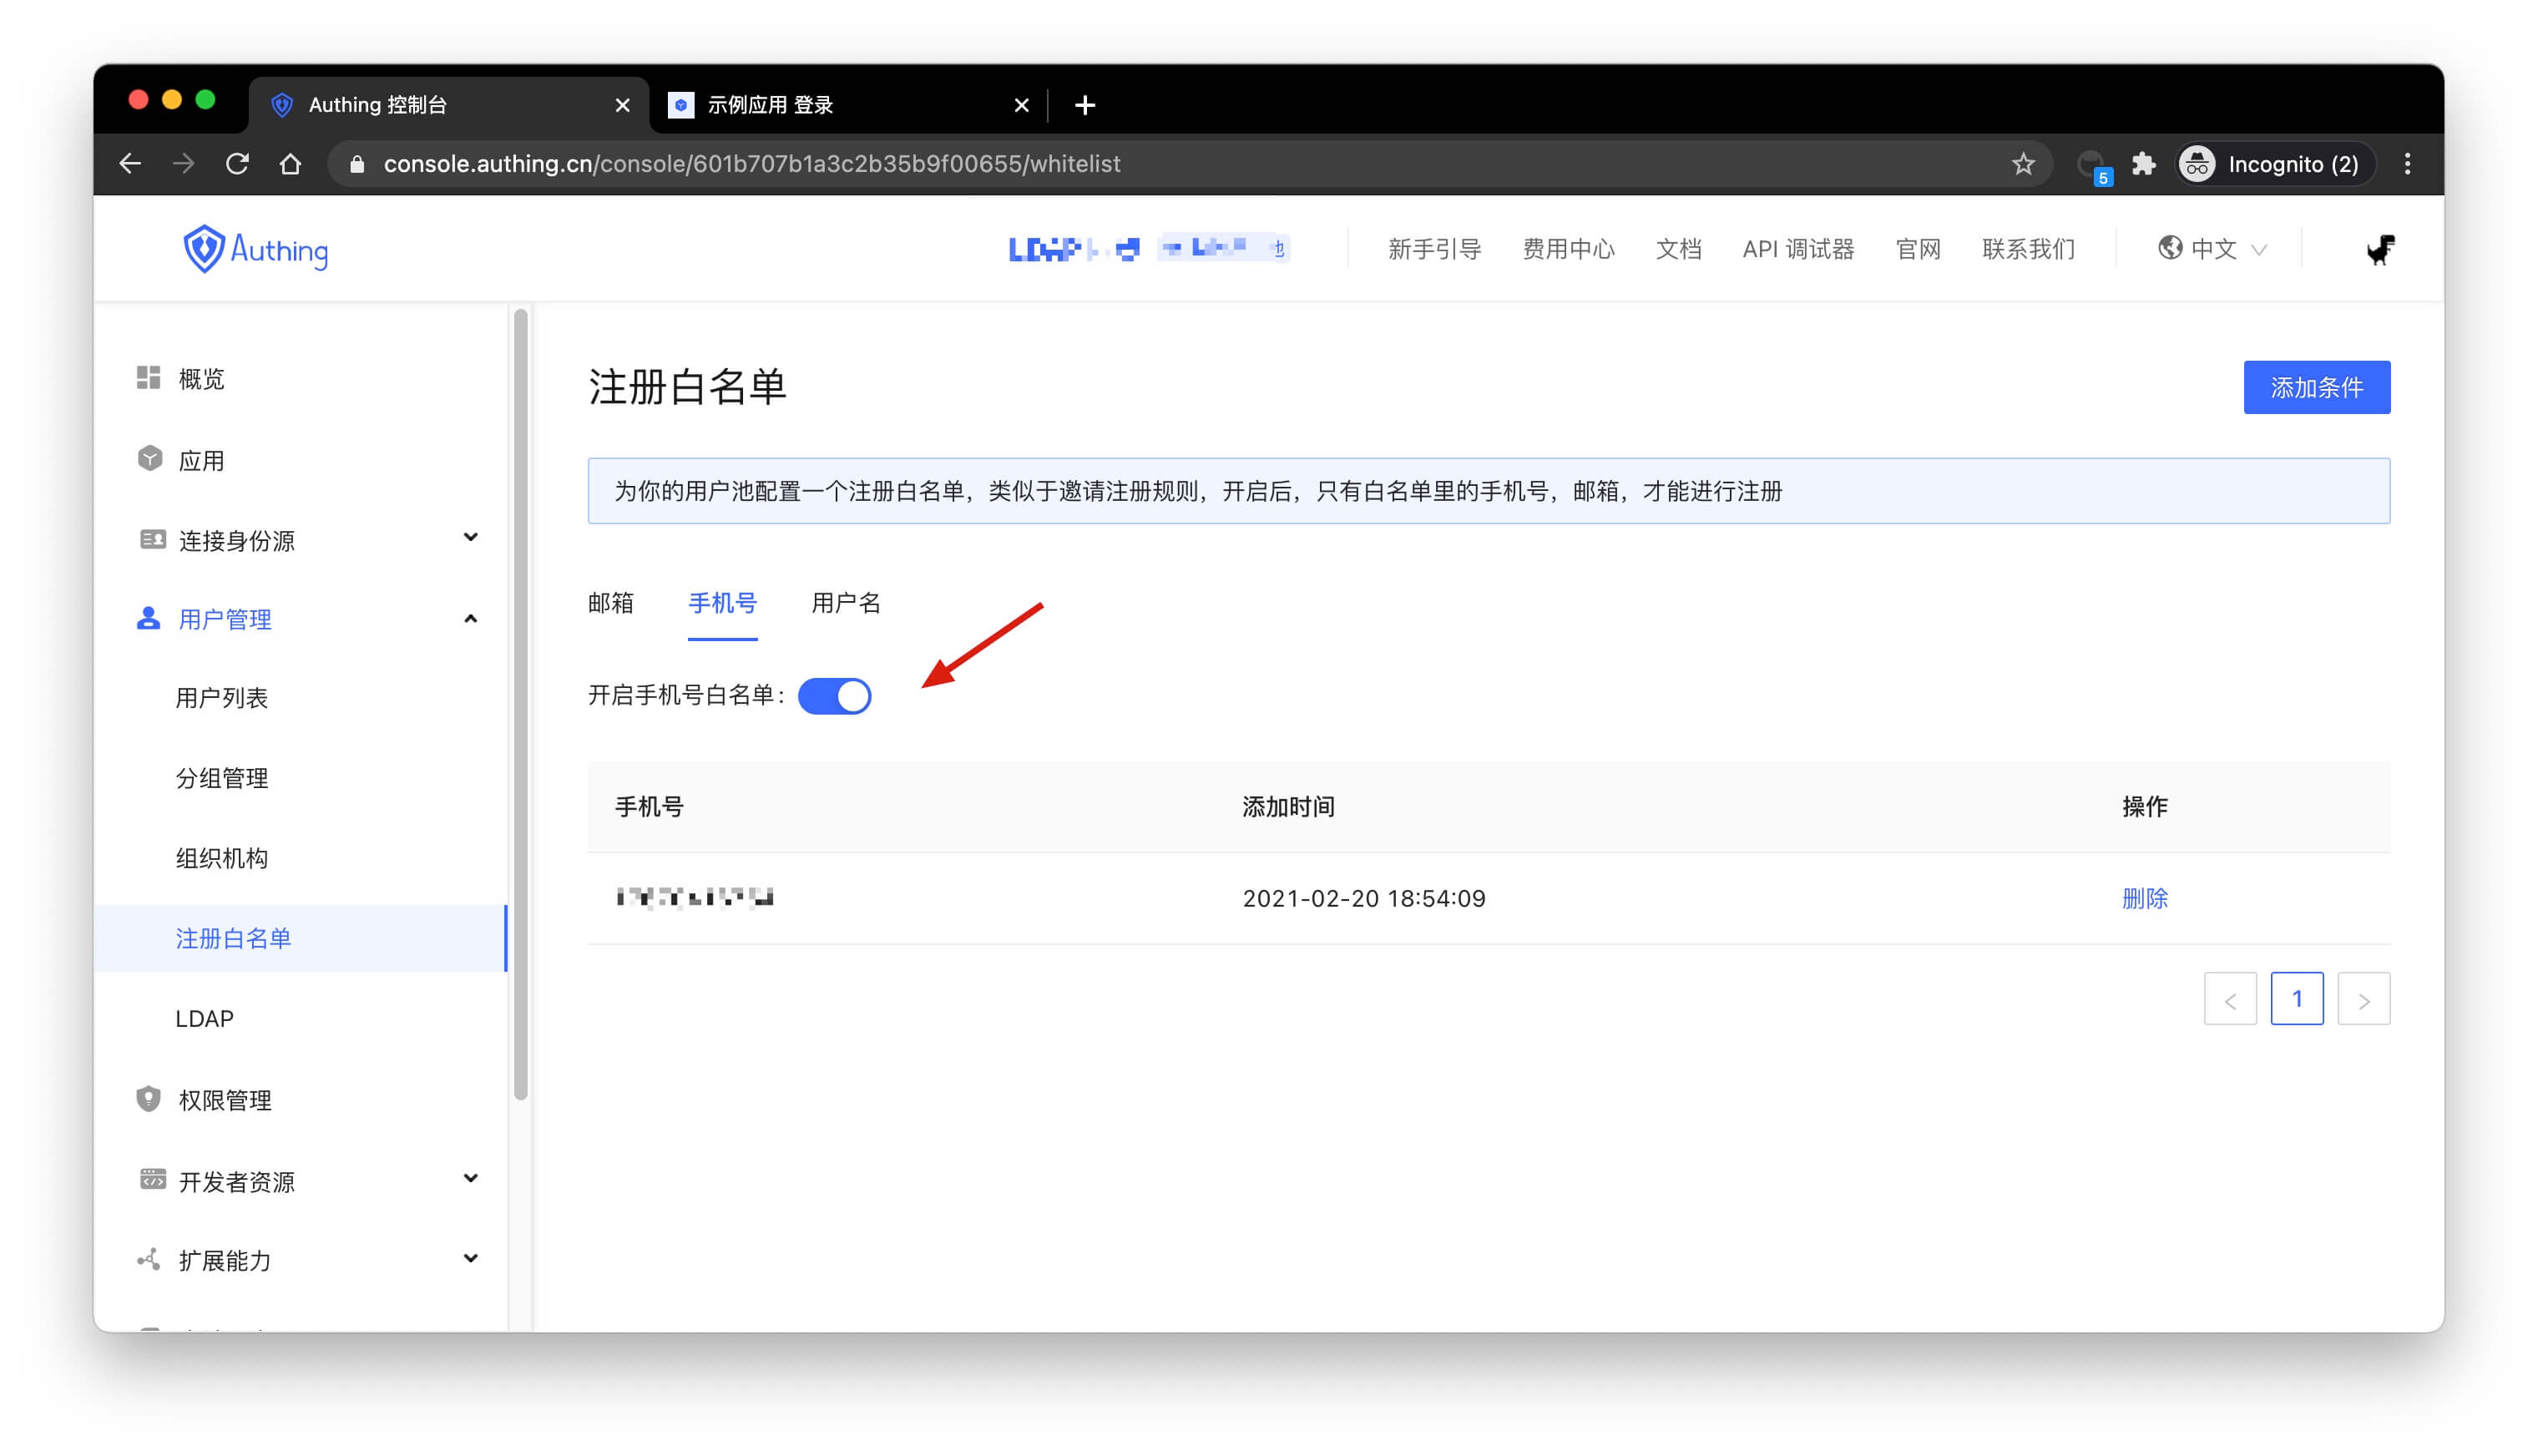 Authing 控制台
示例应用 登录
console.authing.cn/console/601b707b1a3c2b35b9f00655/whitelist
5
Incognito (2)
Authing
新手引导 费用中心 文档 API 调试器 官网 联系我们 中文
概览
应用
连接身份源
用户管理
用户列表
分组管理
组织机构
注册白名单
LDAP
权限管理
开发者资源
扩展能力
注册白名单
添加条件
为你的用户池配置一个注册白名单，类似于邀请注册规则，开启后，只有白名单里的手机号，邮箱，才能进行注册
邮箱 手机号 用户名
开启手机号白名单：
手机号 添加时间 操作
2021-02-20 18:54:09 删除
1